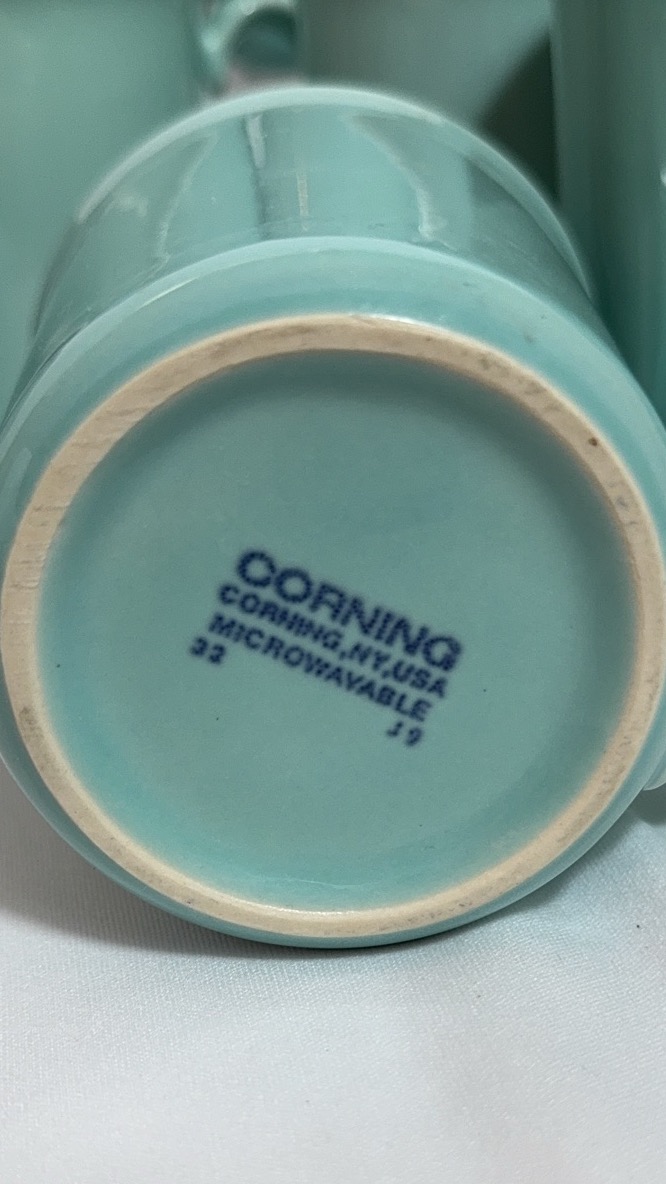 CORNING
CORNING, NY, USA
MICROWAVABLE
32 19